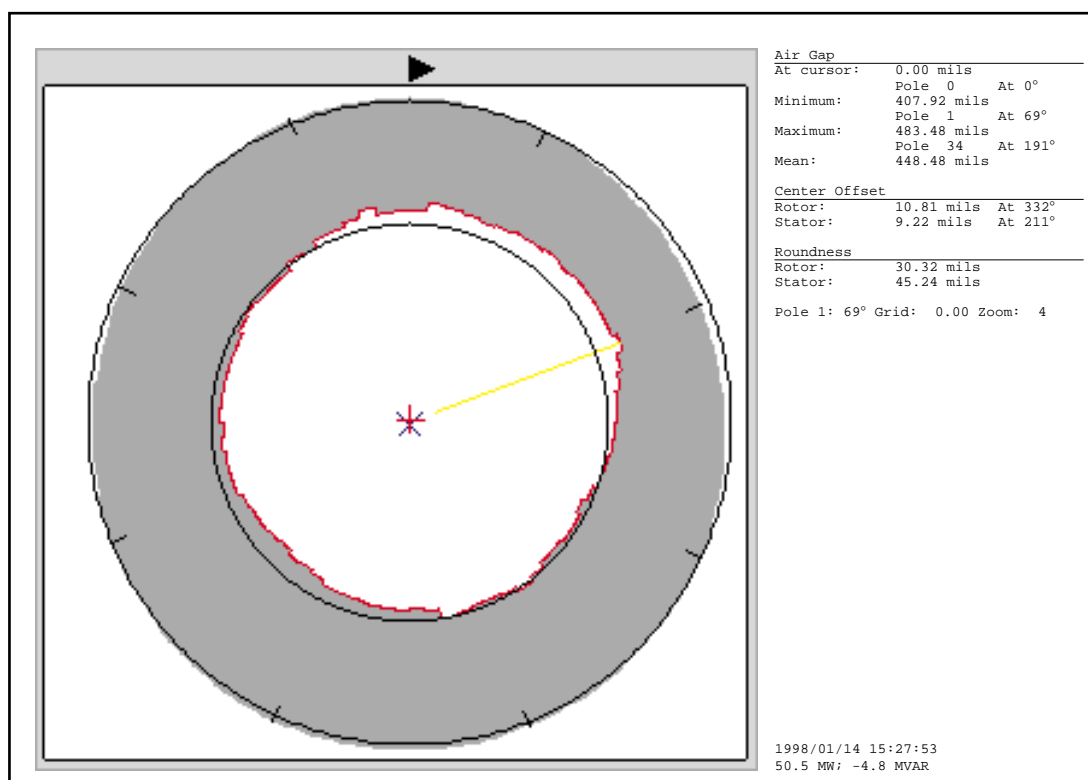 Air Gap
At cursor: 0.00 mils
Pole 0 At 0°
Minimum: 407.92 mils
Pole 1 At 69°
Maximum: 483.48 mils
Pole 34 At 191°
Mean: 448.48 mils
Center Offset
Rotor: 10.81 mils At 332°
Stator: 9.22 mils At 211°
Roundness
Rotor: 30.32 mils
Stator: 45.24 mils
Pole 1: 69° Grid: 0.00 Zoom: 4
1998/01/14 15:27:53
50.5 MW; -4.8 MVAR